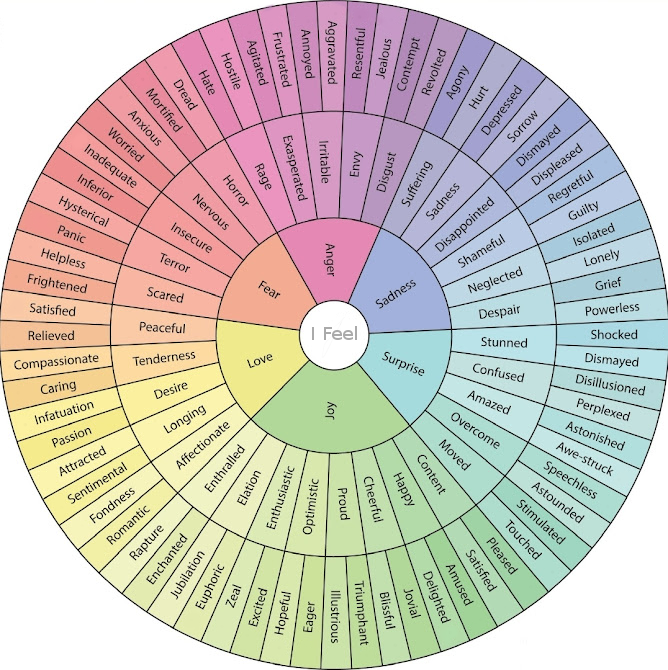 I Feel
Anger
Sadness
Surprise
Joy
Love
Fear
Rage
Exasperated
Irritable
Envy
Disgust
Suffering
Sadness
Disappointed
Shameful
Neglected
Despair
Stunned
Confused
Amazed
Overcome
Moved
Content
Happy
Cheerful
Proud
Optimistic
Enthusiastic
Elation
Enthralled
Affectionate
Longing
Desire
Tenderness
Peaceful
Scared
Terror
Insecure
Nervous
Horror
Hate
Hostile
Agitated
Frustrated
Annoyed
Aggravated
Resentful
Jealous
Contempt
Revolted
Agony
Hurt
Depressed
Sorrow
Dismayed
Displeased
Regretful
Guilty
Isolated
Lonely
Grief
Powerless
Shocked
Dismayed
Disillusioned
Perplexed
Astonished
Awe-struck
Speechless
Astounded
Stimulated
Touched
Pleased
Satisfied
Amused
Delighted
Jovial
Blissful
Triumphant
Illustrious
Eager
Hopeful
Excited
Zeal
Euphoric
Jubilation
Enchanted
Rapture
Romantic
Fondness
Sentimental
Attracted
Passion
Infatuation
Caring
Compassionate
Relieved
Satisfied
Frightened
Helpless
Panic
Hysterical
Inferior
Inadequate
Worried
Anxious
Mortified
Dread